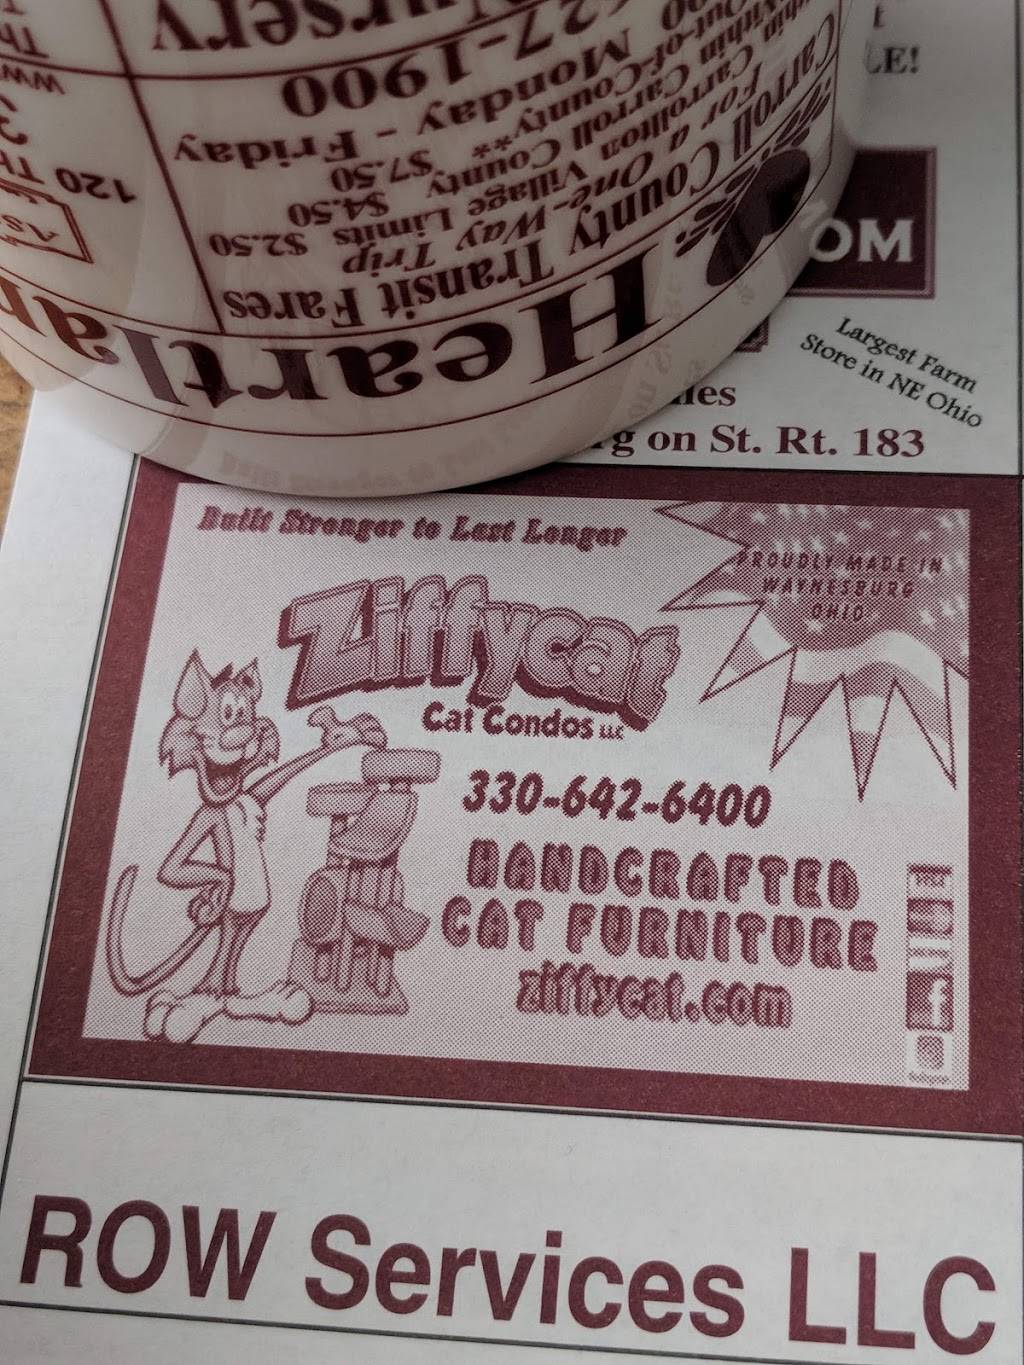 Nursery
627-1900
Monday - Friday
$7.50
Out-of-County**
$4.50
Within Carroll County
$2.50
Carrollton Village Limits
For a One-Way Trip
Carroll County Transit Fares
120 TH
Heartla
LE!
OM
Largest Farm
Store in NE Ohio
g on St. Rt. 183
Built Stronger to Last Longer
PROUDLY MADE IN
WAYNESBURG
OHIO
Ziffycat
Cat Condos LLC
330-642-6400
HANDCRAFTED
CAT FURNITURE
ziffycat.com
f
ROW Services LLC